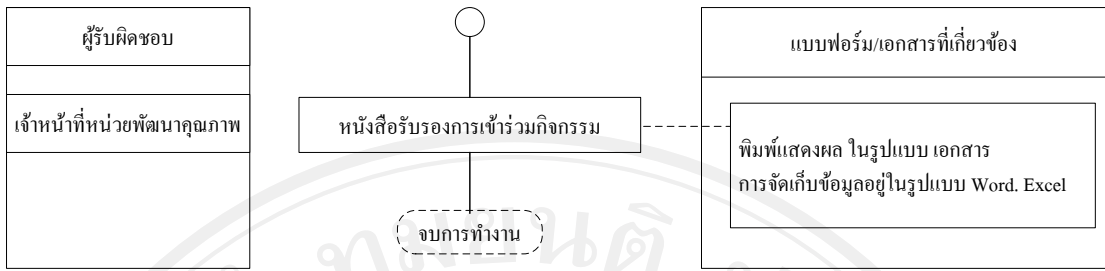 ผู้รับผิดชอบ
แบบฟอร์ม/เอกสารที่เกี่ยวข้อง
เจ้าหน้าที่หน่วยพัฒนาคุณภาพ
หนังสือรับรองการเข้าร่วมกิจกรรม
พิมพ์แสดงผล ในรูปแบบ เอกสาร
การจัดเก็บข้อมูลอยู่ในรูปแบบ Word. Excel
จบการทำงาน